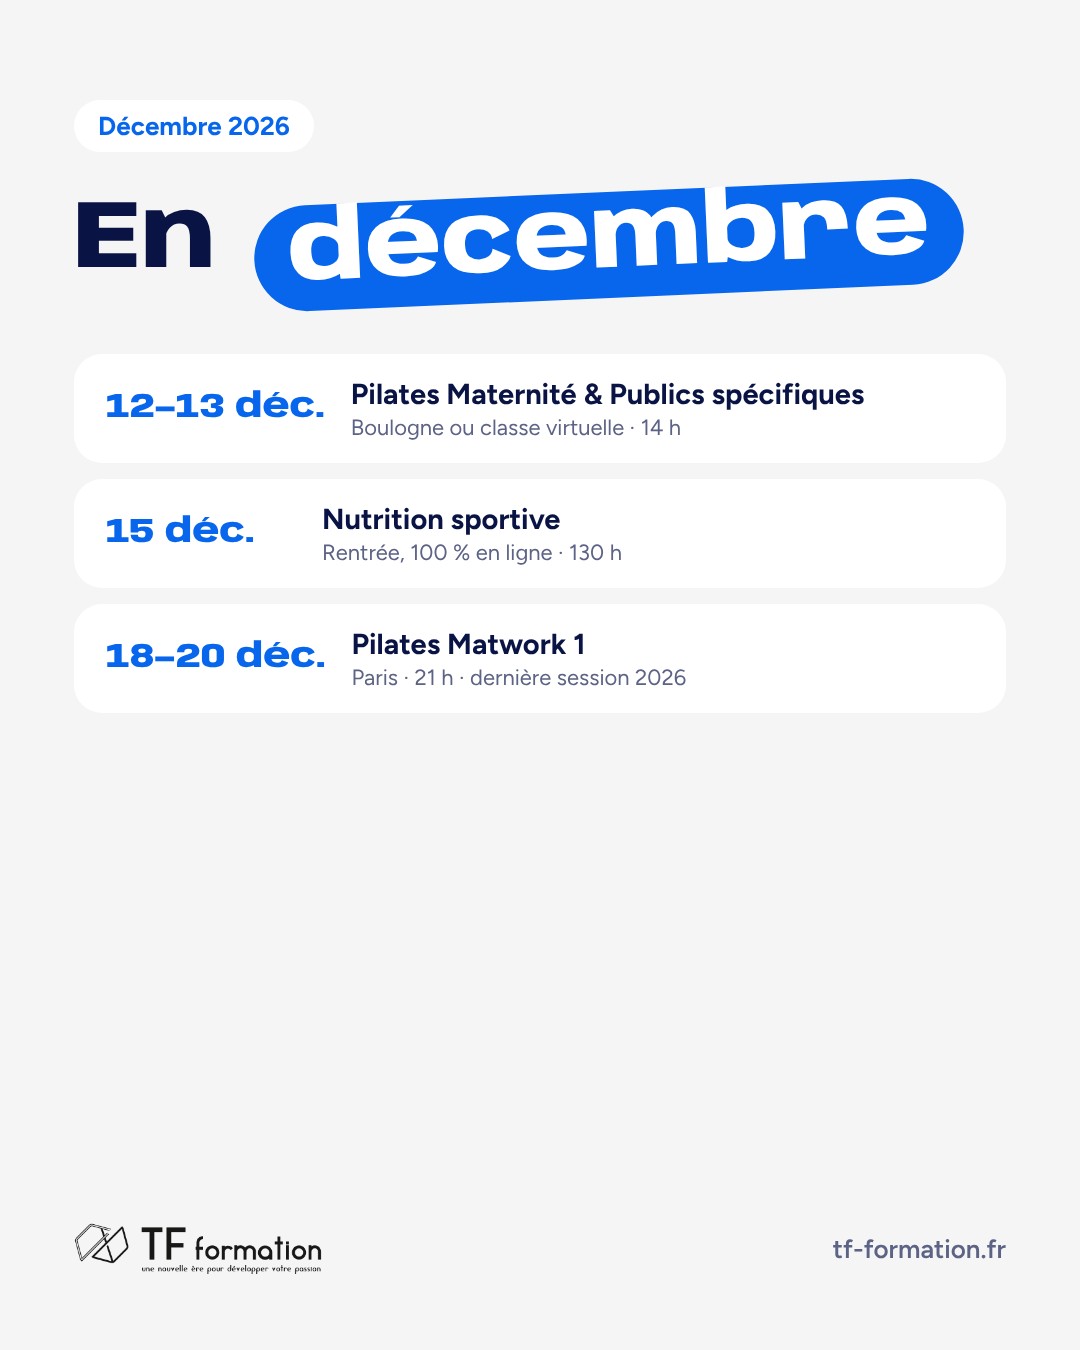 Décembre 2026
En décembre
12–13 déc.
Pilates Maternité & Publics spécifiques
Boulogne ou classe virtuelle · 14 h
15 déc.
Nutrition sportive
Rentrée, 100 % en ligne · 130 h
18–20 déc.
Pilates Matwork 1
Paris · 21 h · dernière session 2026
TF formation
une nouvelle ère pour développer votre passion
tf-formation.fr